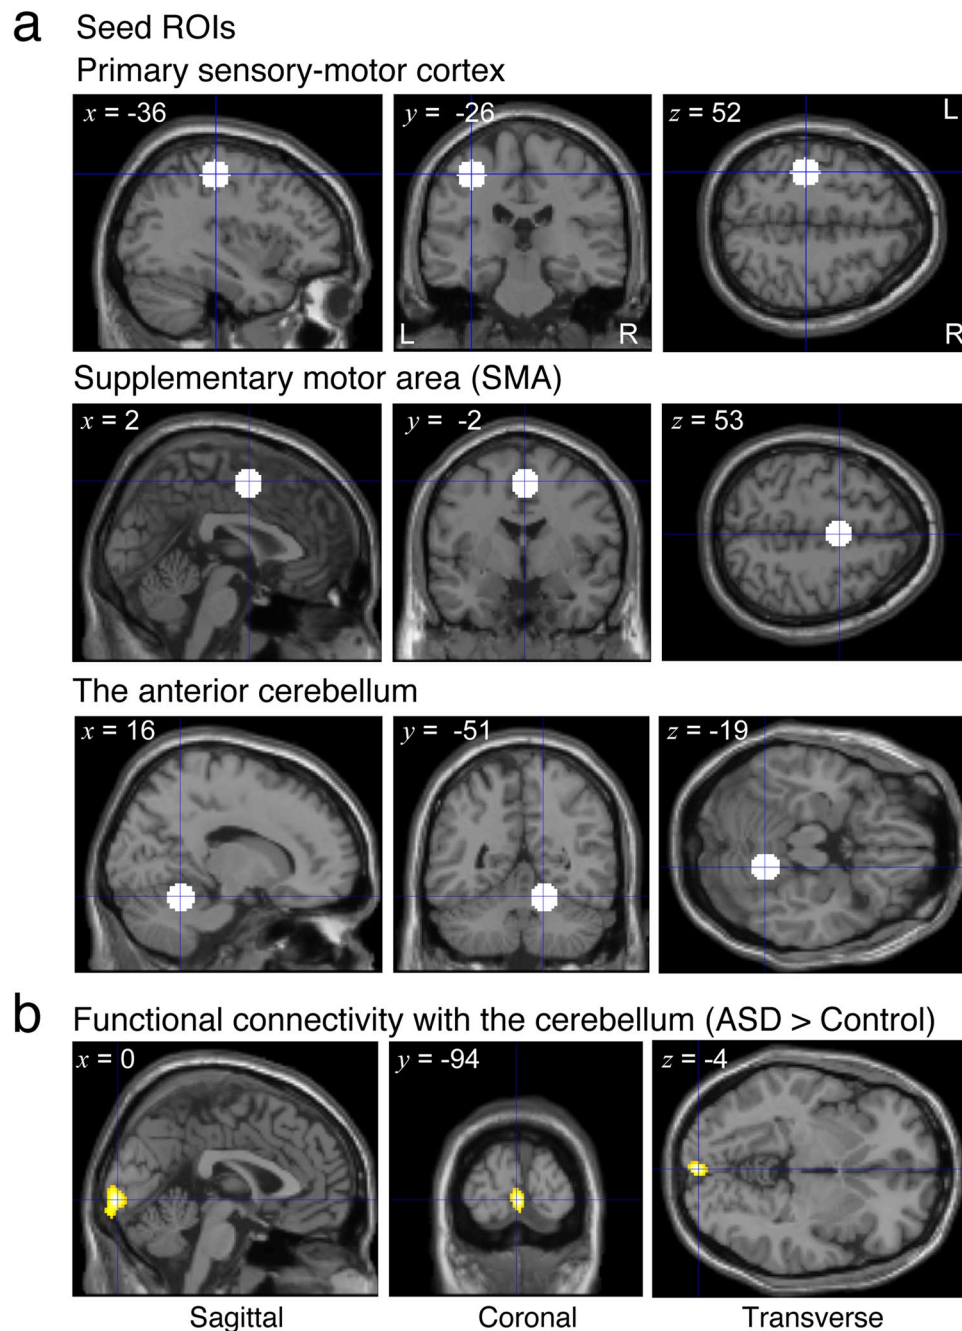 a Seed ROIs
Primary sensory-motor cortex
x = -36 y = -26 z = 52 L
L R R
Supplementary motor area (SMA)
x = 2 y = -2 z = 53
The anterior cerebellum
x = 16 y = -51 z = -19
b Functional connectivity with the cerebellum (ASD > Control)
x = 0 y = -94 z = -4
Sagittal Coronal Transverse